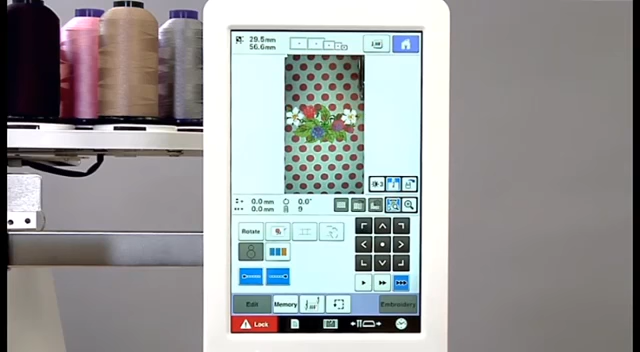 29.5mm
56.6mm
0.0mm 0.0°
0.0mm 9
Rotate
Edit Memory Embroidery
Lock